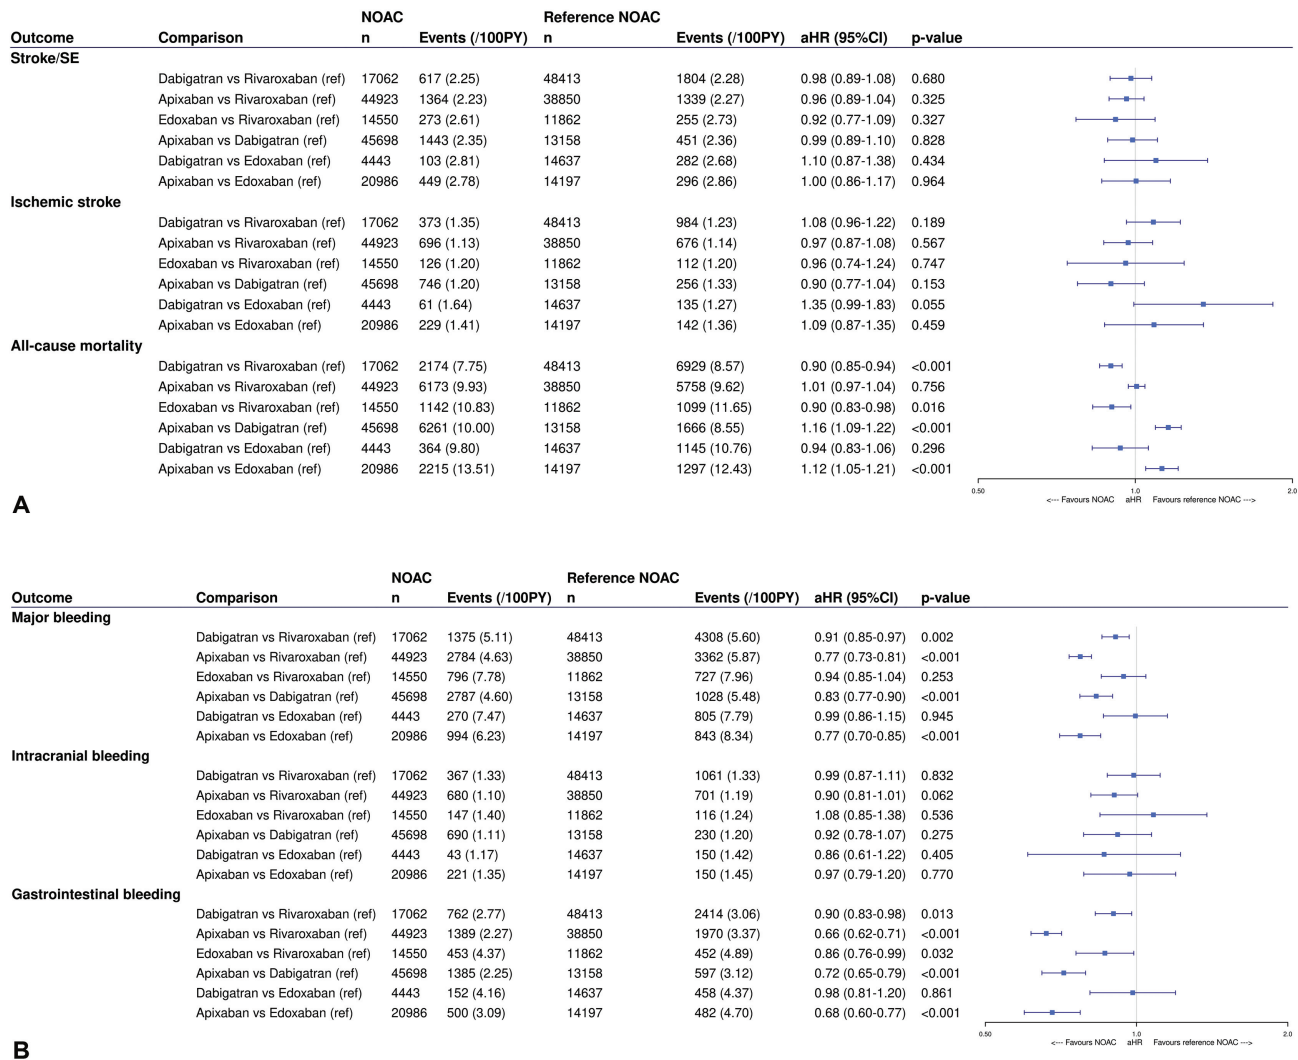 NOAC Reference NOAC
Outcome Comparison n Events (/100PY) n Events (/100PY) aHR (95%CI) p-value
Stroke/SE
Dabigatran vs Rivaroxaban (ref) 17062 617 (2.25) 48413 1804 (2.28) 0.98 (0.89-1.08) 0.680
Apixaban vs Rivaroxaban (ref) 44923 1364 (2.23) 38850 1339 (2.27) 0.96 (0.89-1.04) 0.325
Edoxaban vs Rivaroxaban (ref) 14550 273 (2.61) 11862 255 (2.73) 0.92 (0.77-1.09) 0.327
Apixaban vs Dabigatran (ref) 45698 1443 (2.35) 13158 451 (2.36) 0.99 (0.89-1.10) 0.828
Dabigatran vs Edoxaban (ref) 4443 103 (2.81) 14637 282 (2.68) 1.10 (0.87-1.38) 0.434
Apixaban vs Edoxaban (ref) 20986 449 (2.78) 14197 296 (2.86) 1.00 (0.86-1.17) 0.964
Ischemic stroke
Dabigatran vs Rivaroxaban (ref) 17062 373 (1.35) 48413 984 (1.23) 1.08 (0.96-1.22) 0.189
Apixaban vs Rivaroxaban (ref) 44923 696 (1.13) 38850 676 (1.14) 0.97 (0.87-1.08) 0.567
Edoxaban vs Rivaroxaban (ref) 14550 126 (1.20) 11862 112 (1.20) 0.96 (0.74-1.24) 0.747
Apixaban vs Dabigatran (ref) 45698 746 (1.20) 13158 256 (1.33) 0.90 (0.77-1.04) 0.153
Dabigatran vs Edoxaban (ref) 4443 61 (1.64) 14637 135 (1.27) 1.35 (0.99-1.83) 0.055
Apixaban vs Edoxaban (ref) 20986 229 (1.41) 14197 142 (1.36) 1.09 (0.87-1.35) 0.459
All-cause mortality
Dabigatran vs Rivaroxaban (ref) 17062 2174 (7.75) 48413 6929 (8.57) 0.90 (0.85-0.94) <0.001
Apixaban vs Rivaroxaban (ref) 44923 6173 (9.93) 38850 5758 (9.62) 1.01 (0.97-1.04) 0.756
Edoxaban vs Rivaroxaban (ref) 14550 1142 (10.83) 11862 1099 (11.65) 0.90 (0.83-0.98) 0.016
Apixaban vs Dabigatran (ref) 45698 6261 (10.00) 13158 1666 (8.55) 1.16 (1.09-1.22) <0.001
Dabigatran vs Edoxaban (ref) 4443 364 (9.80) 14637 1145 (10.76) 0.94 (0.83-1.06) 0.296
Apixaban vs Edoxaban (ref) 20986 2215 (13.51) 14197 1297 (12.43) 1.12 (1.05-1.21) <0.001
0.50 1.0 2.0
<--- Favours NOAC aHR Favours reference NOAC --->
A
NOAC Reference NOAC
Outcome Comparison n Events (/100PY) n Events (/100PY) aHR (95%CI) p-value
Major bleeding
Dabigatran vs Rivaroxaban (ref) 17062 1375 (5.11) 48413 4308 (5.60) 0.91 (0.85-0.97) 0.002
Apixaban vs Rivaroxaban (ref) 44923 2784 (4.63) 38850 3362 (5.87) 0.77 (0.73-0.81) <0.001
Edoxaban vs Rivaroxaban (ref) 14550 796 (7.78) 11862 727 (7.96) 0.94 (0.85-1.04) 0.253
Apixaban vs Dabigatran (ref) 45698 2787 (4.60) 13158 1028 (5.48) 0.83 (0.77-0.90) <0.001
Dabigatran vs Edoxaban (ref) 4443 270 (7.47) 14637 805 (7.79) 0.99 (0.86-1.15) 0.945
Apixaban vs Edoxaban (ref) 20986 994 (6.23) 14197 843 (8.34) 0.77 (0.70-0.85) <0.001
Intracranial bleeding
Dabigatran vs Rivaroxaban (ref) 17062 367 (1.33) 48413 1061 (1.33) 0.99 (0.87-1.11) 0.832
Apixaban vs Rivaroxaban (ref) 44923 680 (1.10) 38850 701 (1.19) 0.90 (0.81-1.01) 0.062
Edoxaban vs Rivaroxaban (ref) 14550 147 (1.40) 11862 116 (1.24) 1.08 (0.85-1.38) 0.536
Apixaban vs Dabigatran (ref) 45698 690 (1.11) 13158 230 (1.20) 0.92 (0.78-1.07) 0.275
Dabigatran vs Edoxaban (ref) 4443 43 (1.17) 14637 150 (1.42) 0.86 (0.61-1.22) 0.405
Apixaban vs Edoxaban (ref) 20986 221 (1.35) 14197 150 (1.45) 0.97 (0.79-1.20) 0.770
Gastrointestinal bleeding
Dabigatran vs Rivaroxaban (ref) 17062 762 (2.77) 48413 2414 (3.06) 0.90 (0.83-0.98) 0.013
Apixaban vs Rivaroxaban (ref) 44923 1389 (2.27) 38850 1970 (3.37) 0.66 (0.62-0.71) <0.001
Edoxaban vs Rivaroxaban (ref) 14550 453 (4.37) 11862 452 (4.89) 0.86 (0.76-0.99) 0.032
Apixaban vs Dabigatran (ref) 45698 1385 (2.25) 13158 597 (3.12) 0.72 (0.65-0.79) <0.001
Dabigatran vs Edoxaban (ref) 4443 152 (4.16) 14637 458 (4.37) 0.98 (0.81-1.20) 0.861
Apixaban vs Edoxaban (ref) 20986 500 (3.09) 14197 482 (4.70) 0.68 (0.60-0.77) <0.001
0.50 1.0 2.0
<--- Favours NOAC aHR Favours reference NOAC --->
B